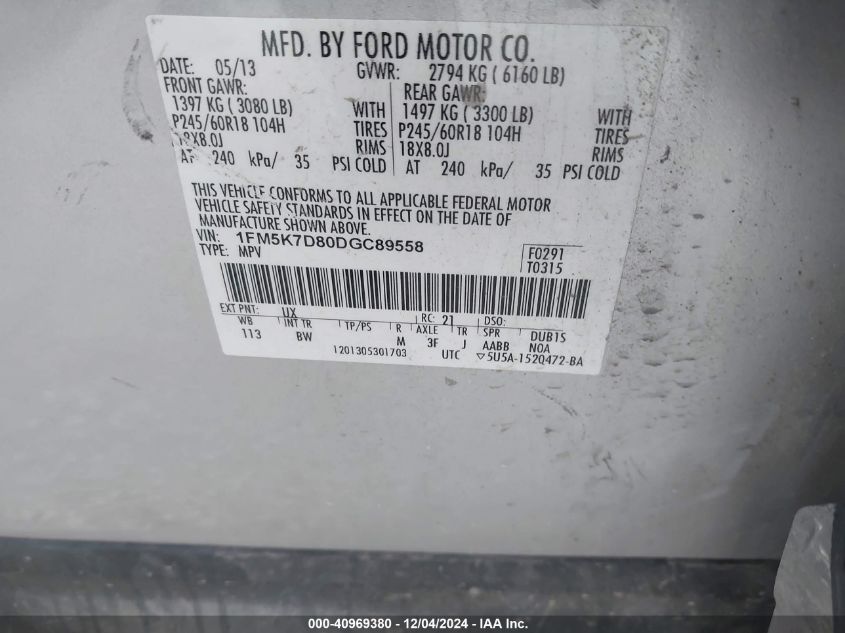 MFD. BY FORD MOTOR CO.
DATE: 05/13 GVWR: 2794 KG ( 6160 LB)
FRONT GAWR: REAR GAWR:
1397 KG ( 3080 LB) WITH 1497 KG ( 3300 LB) WITH
P245/60R18 104H TIRES P245/60R18 104H TIRES
18X8.0J RIMS 18X8.0J RIMS
AT 240 kPa/ 35 PSI COLD AT 240 kPa/ 35 PSI COLD
THIS VEHICLE CONFORMS TO ALL APPLICABLE FEDERAL MOTOR
VEHICLE SAFETY STANDARDS IN EFFECT ON THE DATE OF
MANUFACTURE SHOWN ABOVE.
VIN: 1FM5K7D80DGC89558 F0291
TYPE: MPV T0315
EXT PNT: UX RC: 21 DSO:
WB INT TR TP/PS R AXLE TR SPR DUB1S
113 BW M 3F J AABB NOA
1201305301703 UTC ▽5U5A-1520472-BA
000-40969380 - 12/04/2024 - IAA Inc.